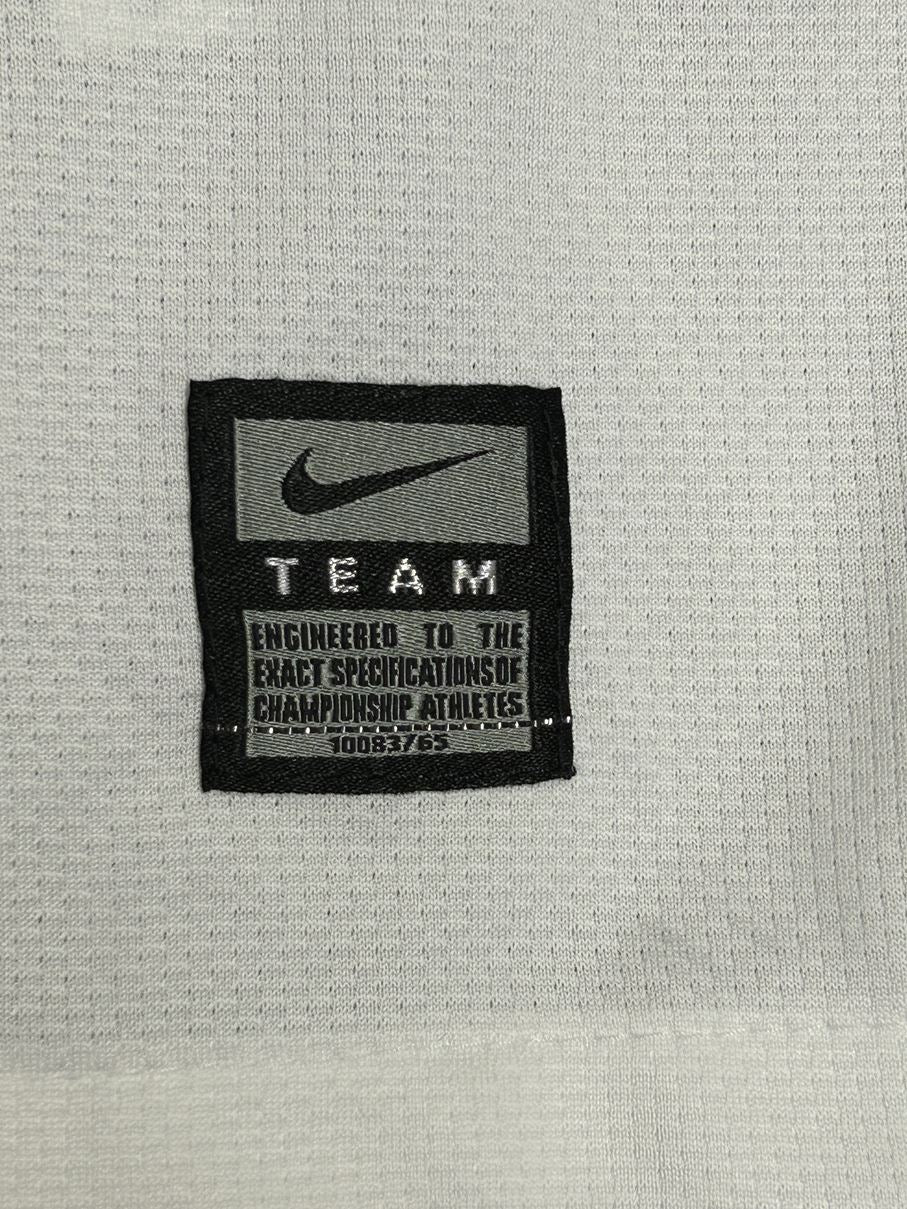 TEAM
ENGINEERED TO THE
EXACT SPECIFICATIONS OF
CHAMPIONSHIP ATHLETES
10083/65